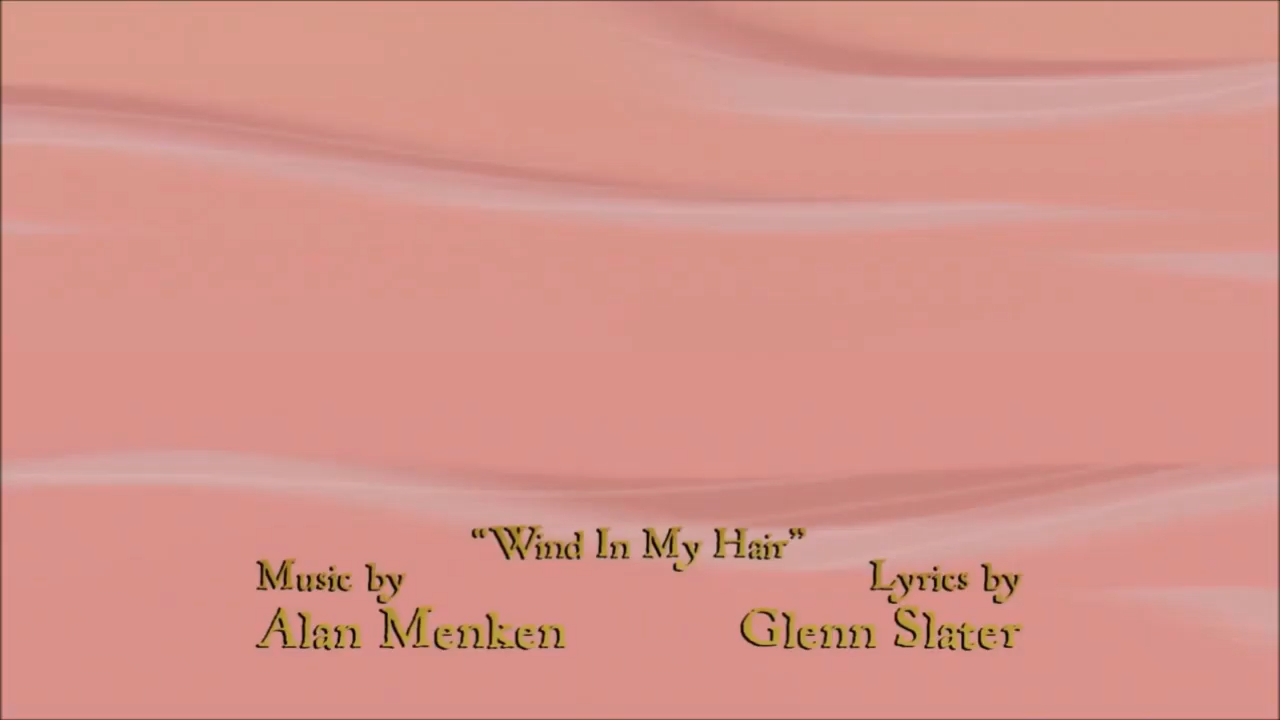 “Wind In My Hair”
Music by
Lyrics by
Alan Menken
Glenn Slater